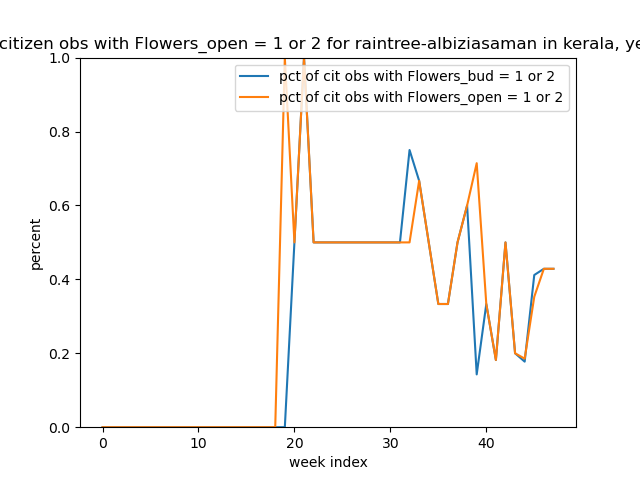 citizen obs with Flowers_open = 1 or 2 for raintree-albiziasaman in kerala,
pct of cit obs with Flowers_bud = 1 or 2
pct of cit obs with Flowers_open = 1 or 2
percent
1.0
0.8
0.6
0.4
0.2
0.0
0
10
20
30
40
week index